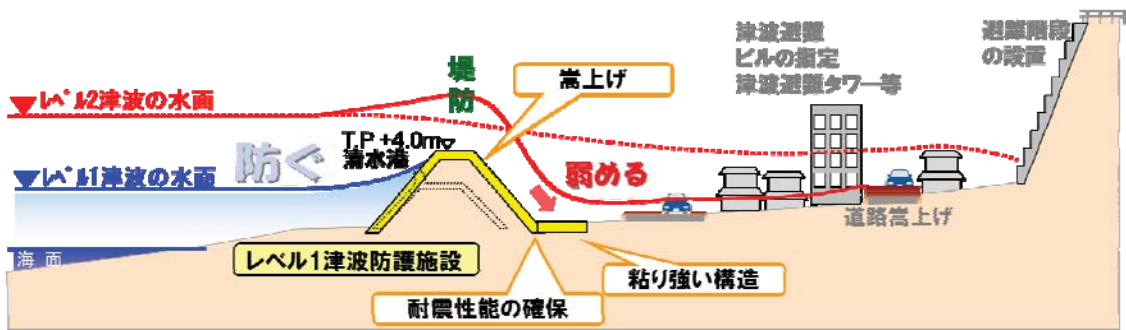 レベル2津波の水面
堤防
嵩上げ
津波避難
ビルの指定
津波避難タワー等
避難階段
の設置
T.P +4.0m
清水港
防ぐ
レベル1津波の水面
弱める
道路嵩上げ
海面
レベル1津波防護施設
粘り強い構造
耐震性能の確保